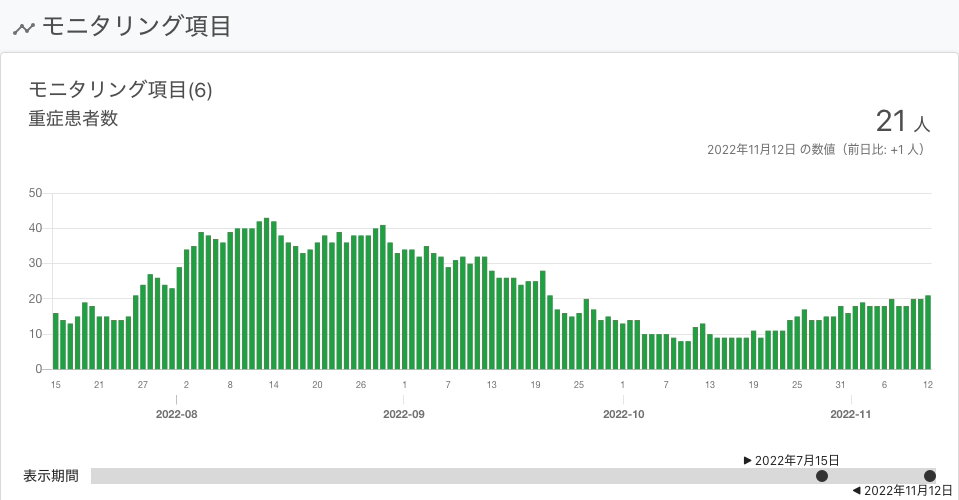 モニタリング項目
モニタリング項目(6)
重症患者数
21 人
2022年11月12日 の数値（前日比: +1 人）
50
40
30
20
10
0
15 21 27 2 8 14 20 26 1 7 13 19 25 1 7 13 19 25 31 6 12
2022-08 2022-09 2022-10 2022-11
▶ 2022年7月15日
表示期間
◀ 2022年11月12日